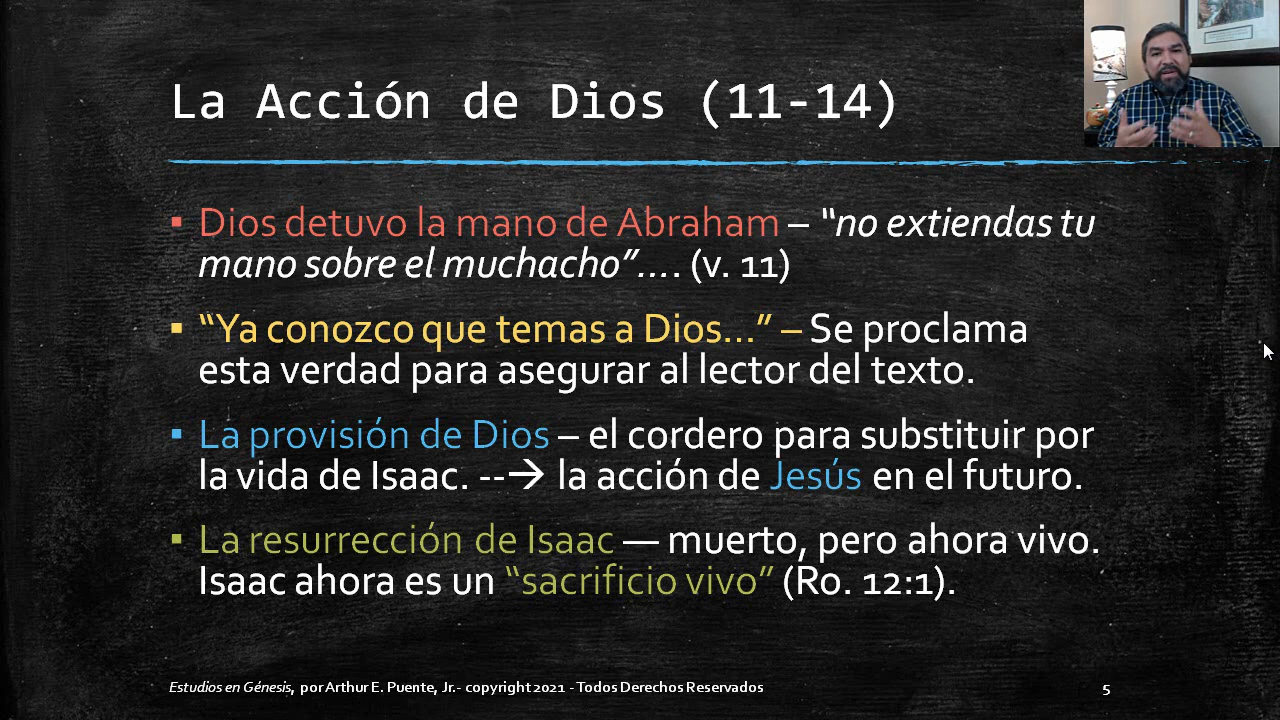 La Acción de Dios (11-14)
▪ Dios detuvo la mano de Abraham – “no extiendas tu
mano sobre el muchacho”…. (v. 11)
▪ “Ya conozco que temas a Dios…” – Se proclama
esta verdad para asegurar al lector del texto.
▪ La provisión de Dios – el cordero para substituir por
la vida de Isaac. --→ la acción de Jesús en el futuro.
▪ La resurrección de Isaac — muerto, pero ahora vivo.
Isaac ahora es un “sacrificio vivo” (Ro. 12:1).
Estudios en Génesis, por Arthur E. Puente, Jr.- copyright 2021 - Todos Derechos Reservados
5